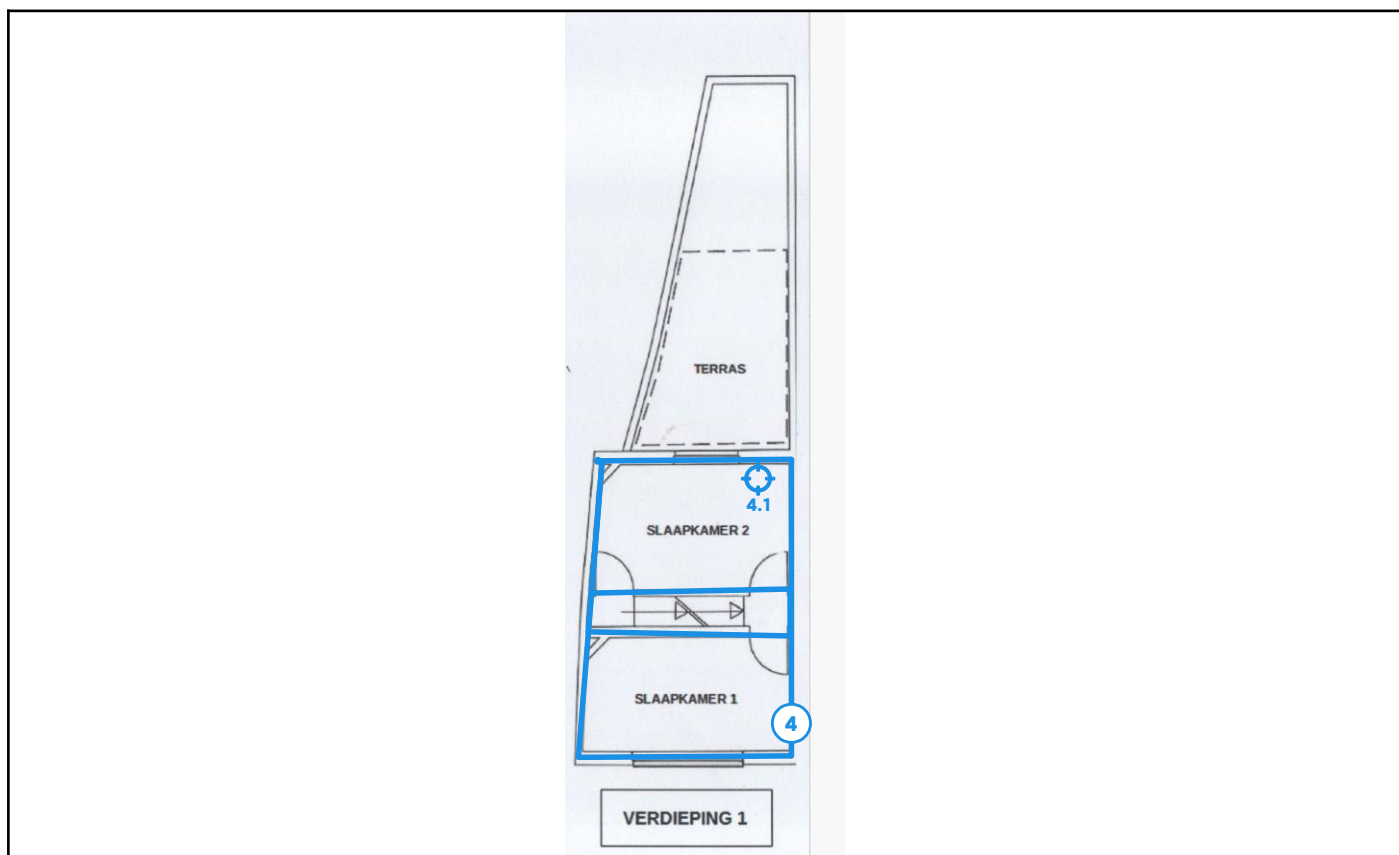 TERRAS
4.1
SLAAPKAMER 2
SLAAPKAMER 1
4
VERDIEPING 1